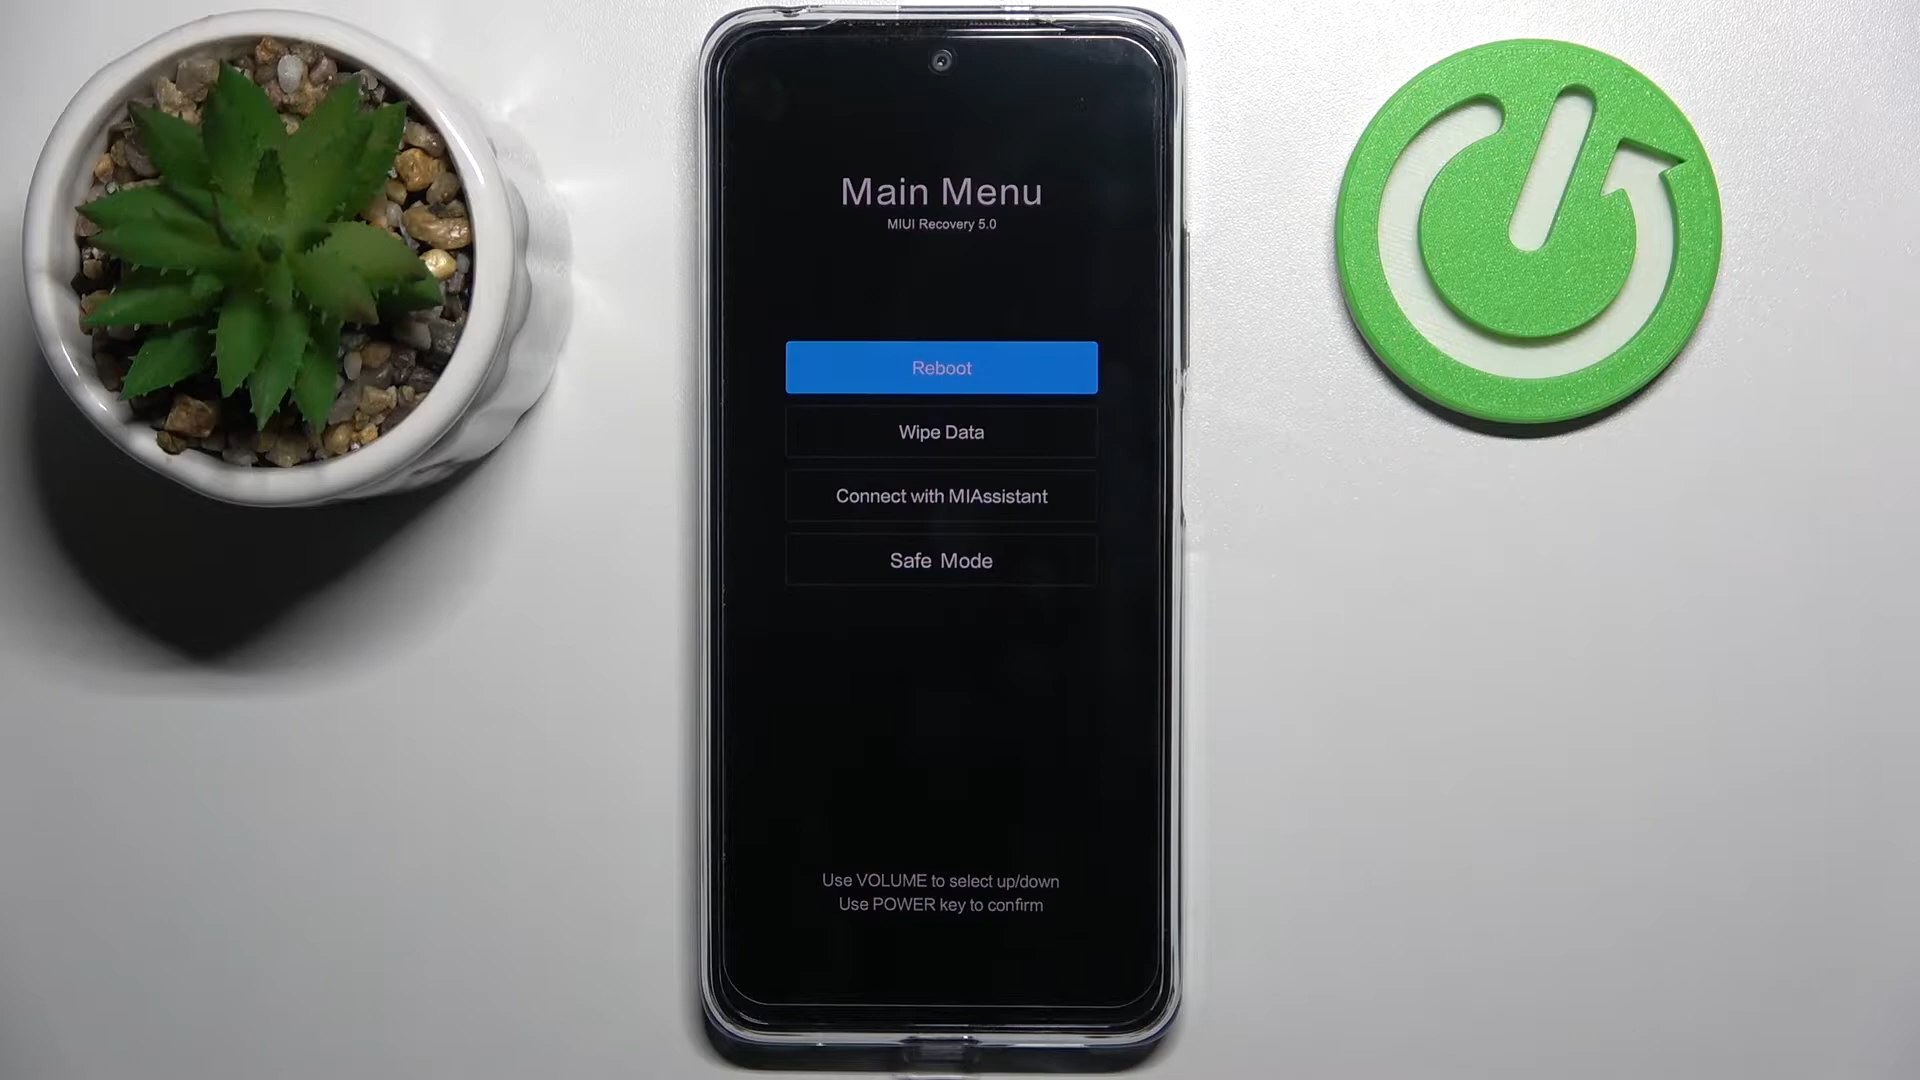 Main Menu
MIUI Recovery 5.0
Reboot
Wipe Data
Connect with MIAssistant
Safe Mode
Use VOLUME to select up/down
Use POWER key to confirm